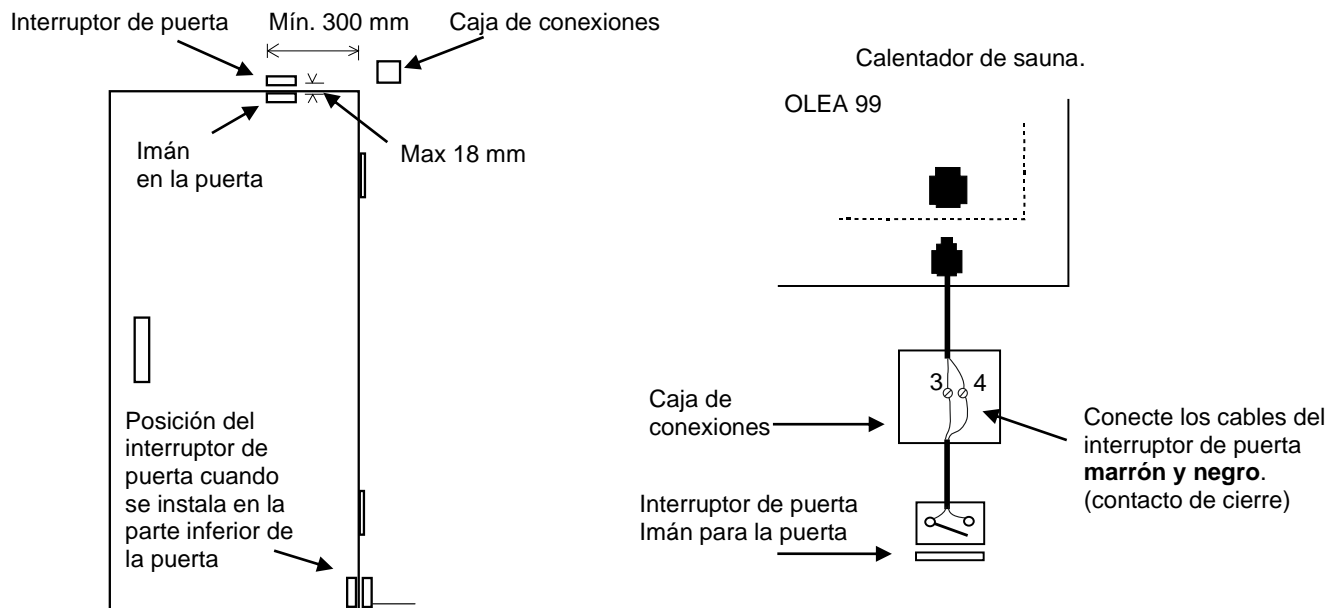 Interruptor de puerta
Mín. 300 mm
Caja de conexiones
Imán
en la puerta
Max 18 mm
Posición del
interruptor de
puerta cuando
se instala en la
parte inferior de
la puerta
Calentador de sauna.
OLEA 99
3 4
Caja de
conexiones
Conecte los cables del
interruptor de puerta
marrón y negro.
(contacto de cierre)
Interruptor de puerta
Imán para la puerta